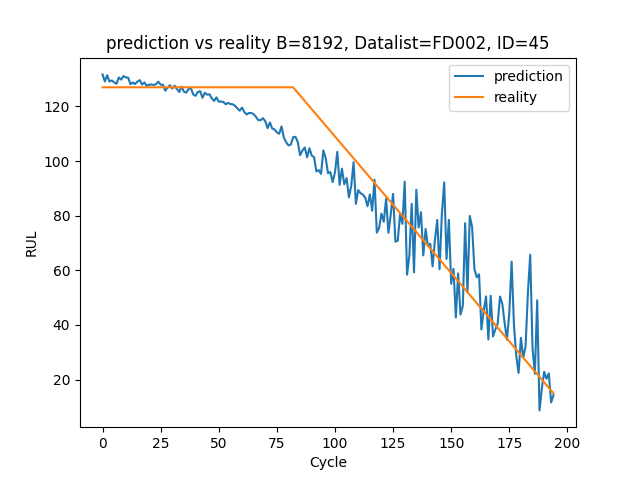 prediction vs reality B=8192, Datalist=FD002, ID=45
prediction
reality
120
100
80
60
40
20
RUL
0 25 50 75 100 125 150 175 200
Cycle